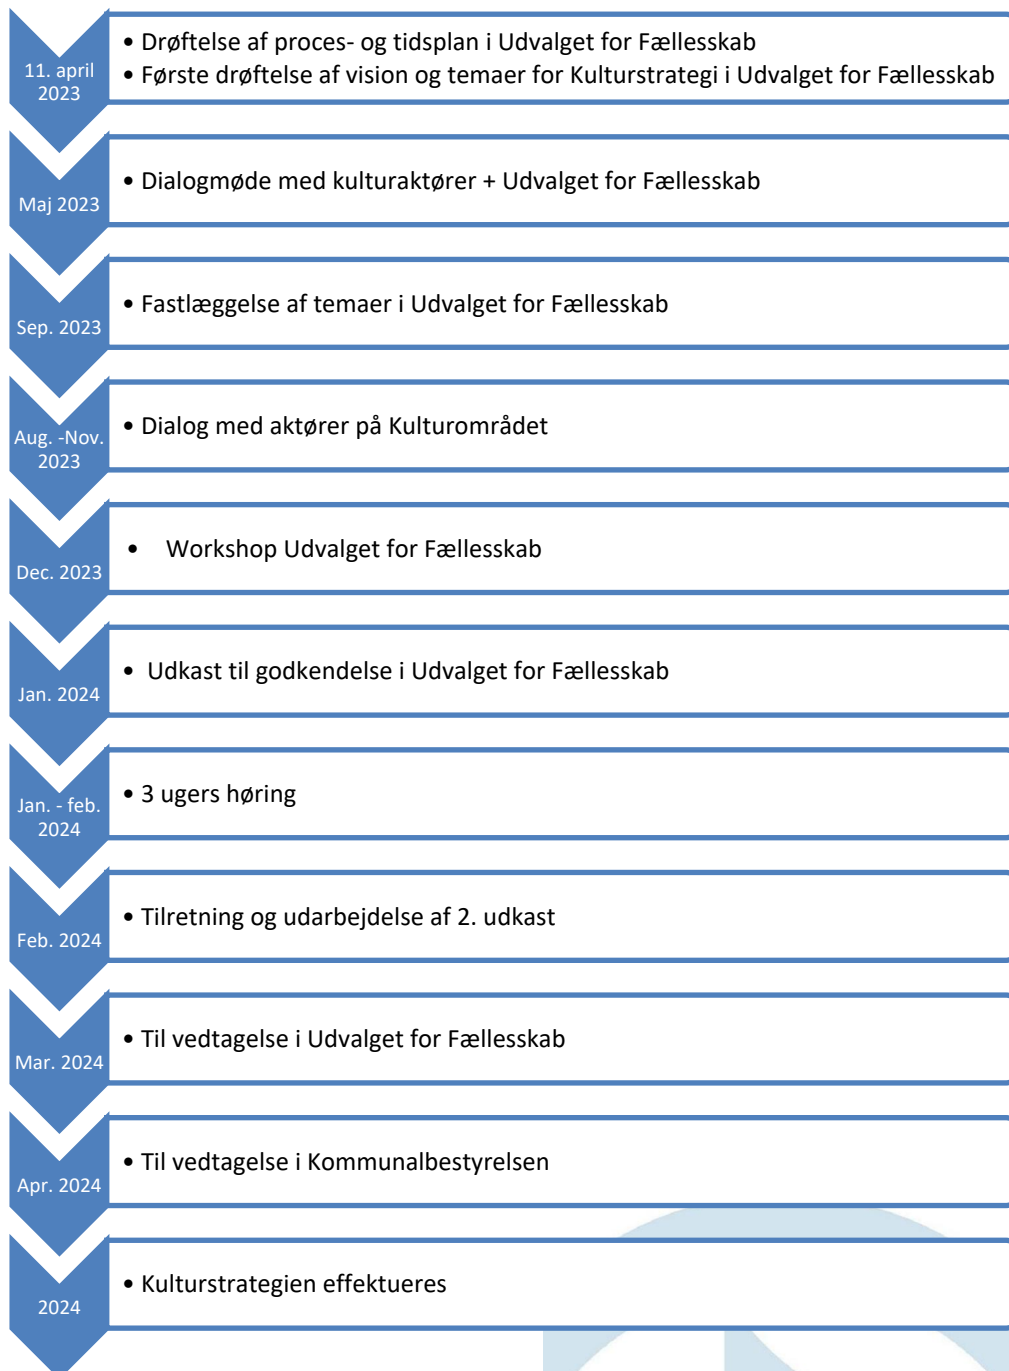 11. april
2023
• Drøftelse af proces- og tidsplan i Udvalget for Fællesskab
• Første drøftelse af vision og temaer for Kulturstrategi i Udvalget for Fællesskab
Maj 2023
• Dialogmøde med kulturaktører + Udvalget for Fællesskab
Sep. 2023
• Fastlæggelse af temaer i Udvalget for Fællesskab
Aug. -Nov.
2023
• Dialog med aktører på Kulturområdet
Dec. 2023
• Workshop Udvalget for Fællesskab
Jan. 2024
• Udkast til godkendelse i Udvalget for Fællesskab
Jan. - feb.
2024
• 3 ugers høring
Feb. 2024
• Tilretning og udarbejdelse af 2. udkast
Mar. 2024
• Til vedtagelse i Udvalget for Fællesskab
Apr. 2024
• Til vedtagelse i Kommunalbestyrelsen
2024
• Kulturstrategien effektueres